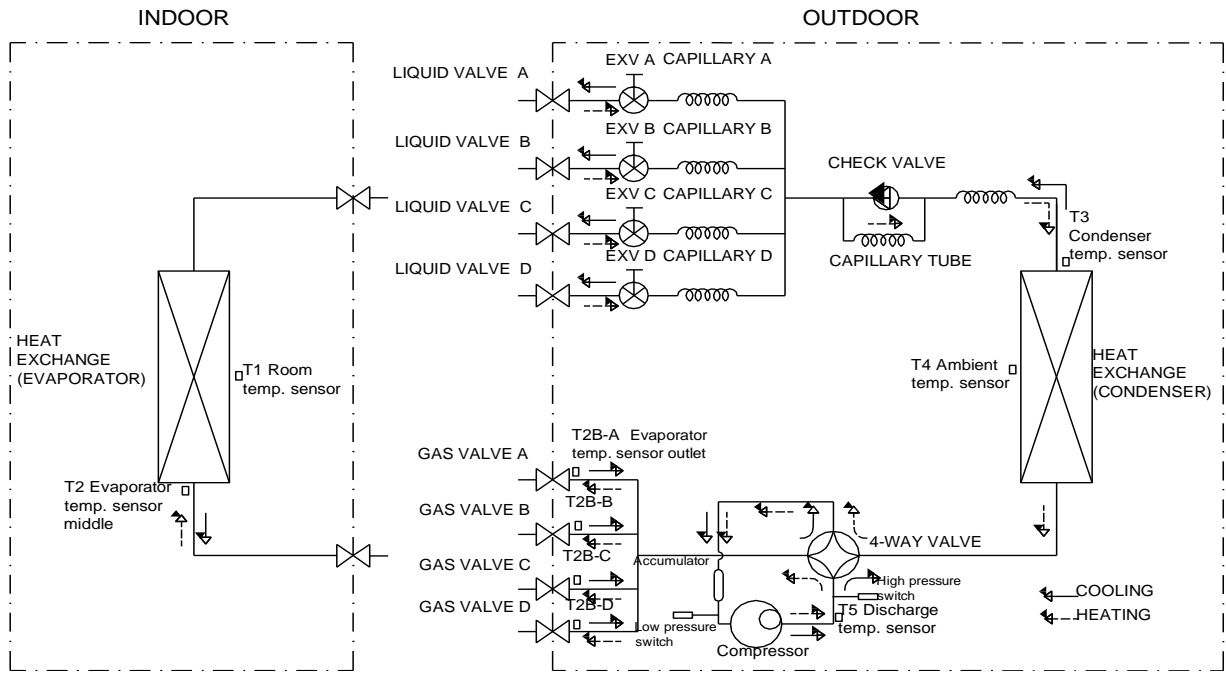 INDOOR
OUTDOOR
LIQUID VALVE A
EXV A CAPILLARY A
LIQUID VALVE B
EXV B CAPILLARY B
LIQUID VALVE C
EXV C CAPILLARY C
LIQUID VALVE D
EXV D CAPILLARY D
CHECK VALVE
CAPILLARY TUBE
T3
Condenser
temp. sensor
HEAT
EXCHANGE
(EVAPORATOR)
T1 Room
temp. sensor
T4 Ambient
temp. sensor
HEAT
EXCHANGE
(CONDENSER)
T2 Evaporator
temp. sensor
middle
GAS VALVE A
T2B-A Evaporator
temp. sensor outlet
GAS VALVE B
T2B-B
GAS VALVE C
T2B-C
GAS VALVE D
T2B-D
Accumulator
4-WAY VALVE
High pressure
switch
Low pressure
switch
T5 Discharge
temp. sensor
Compressor
COOLING
HEATING